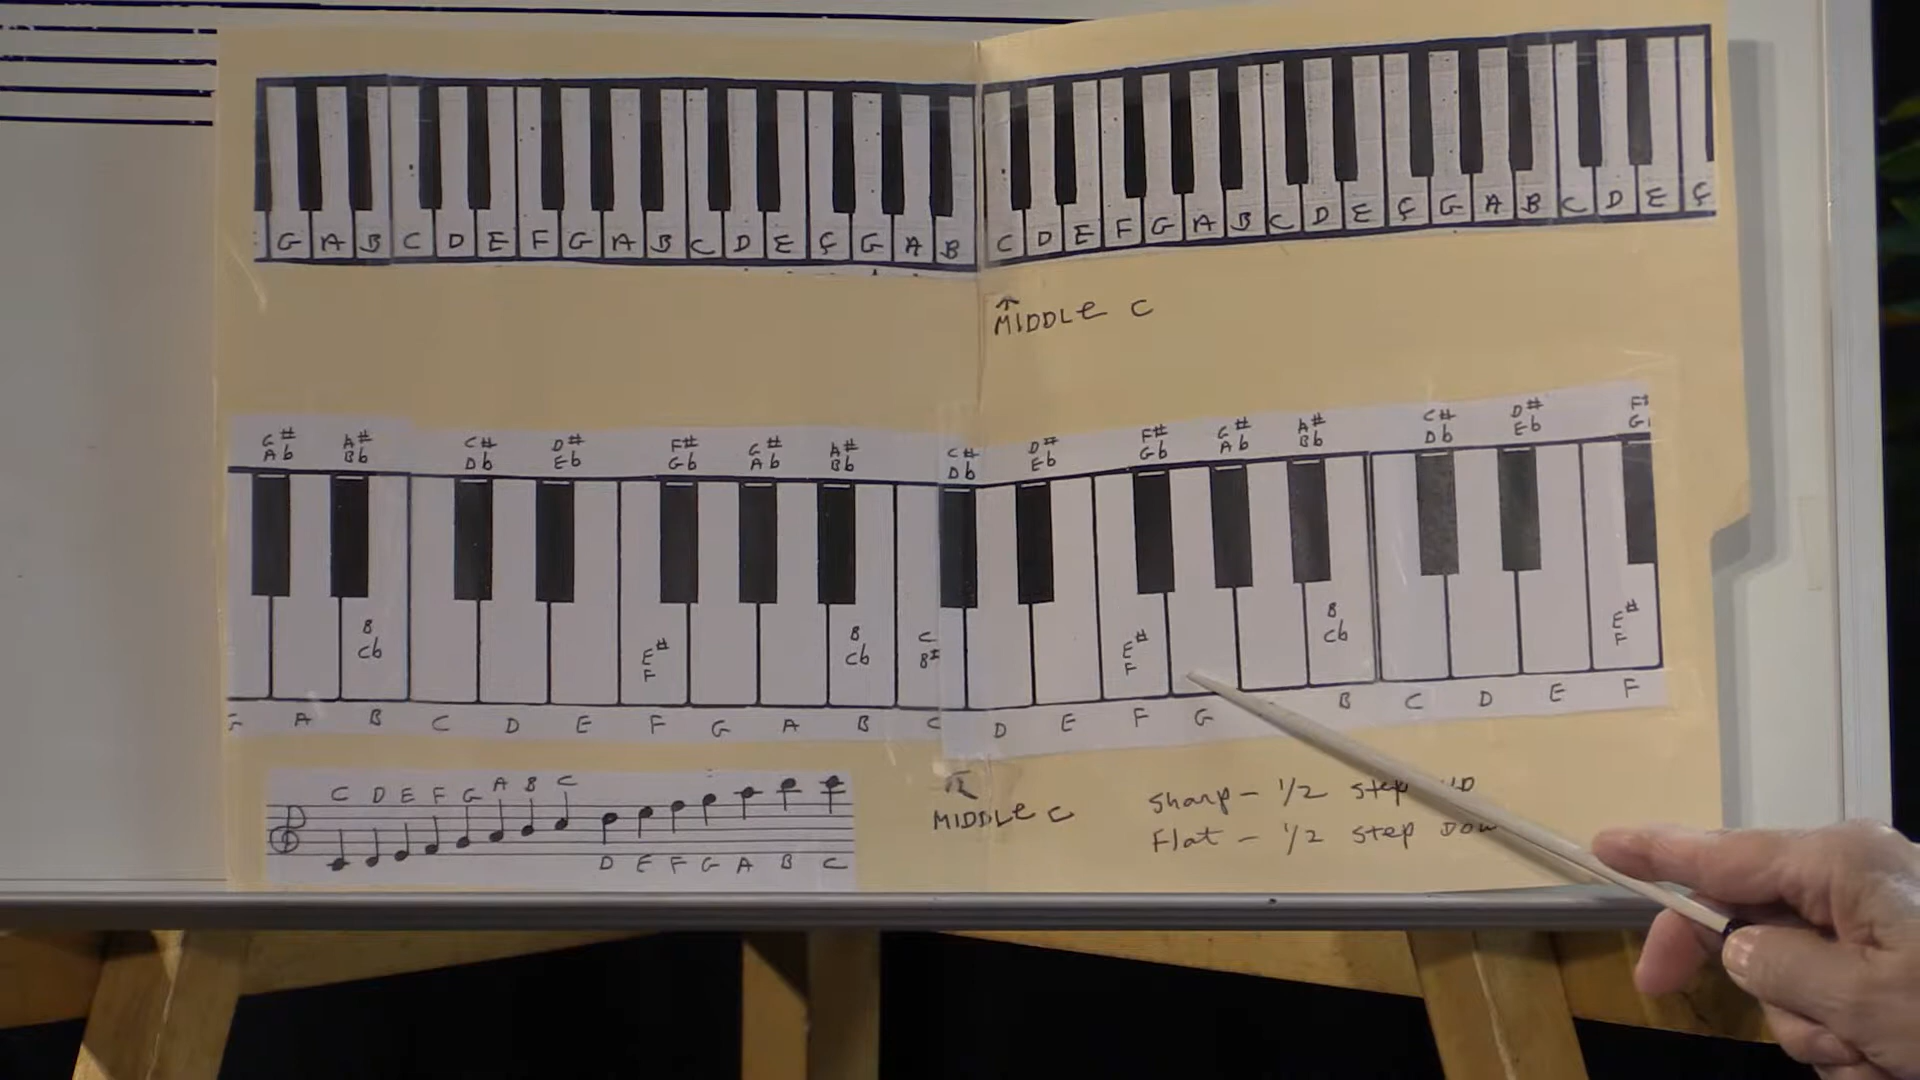 G A B C D E F G A B C D E F G A B C D E F G A B C D E F G A B C D E F
MIDDLE C
G# A# C# D# F# G# A# C# D# F# G# A# C# D# F#
Ab Bb Db Eb Gb Ab Bb Db Eb Gb Ab Bb Db Eb
B E# B C E# B E#
Cb F Cb B# F Cb F
A B C D E F G A B C D E F G B C D E F
C D E F G A B C
D E F G A B C
MIDDLE C
Sharp - 1/2 step
Flat - 1/2 step